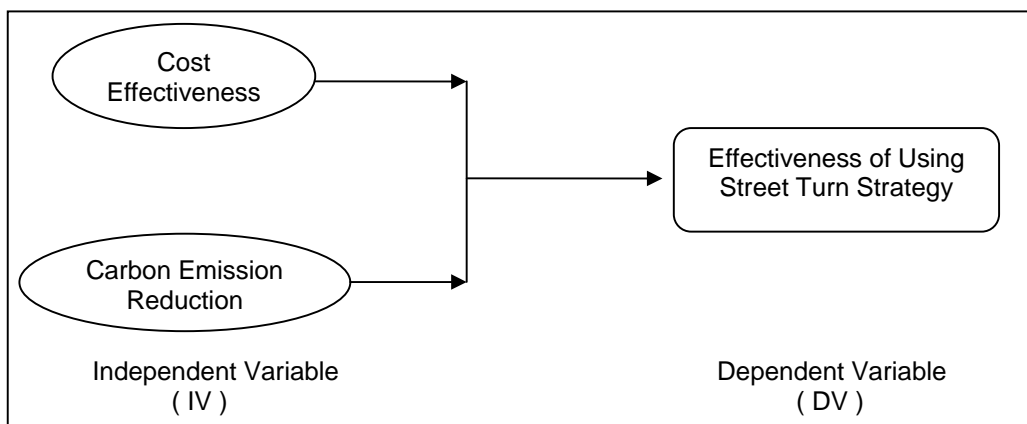 Cost
Effectiveness
Effectiveness of Using
Street Turn Strategy
Carbon Emission
Reduction
Independent Variable
( IV )
Dependent Variable
( DV )